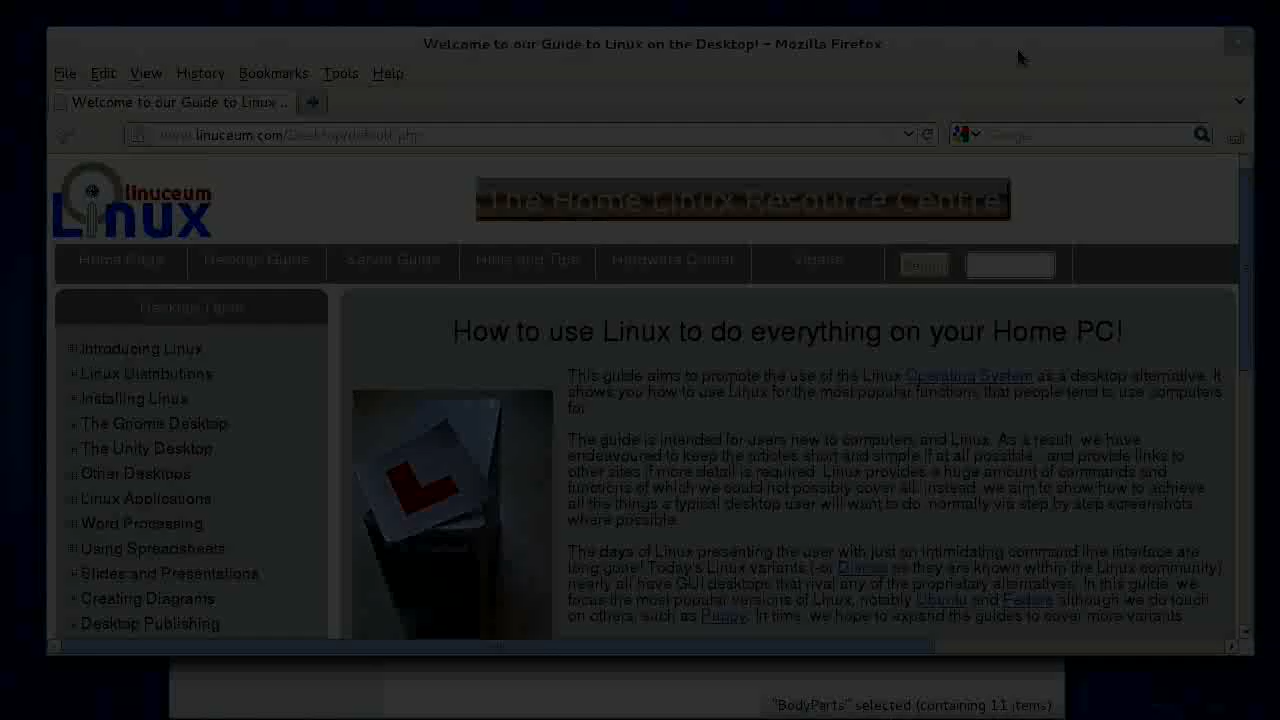 Welcome to our Guide to Linux on the Desktop! - Mozilla Firefox
File Edit View History Bookmarks Tools Help
Welcome to our Guide to Linux ...
www.linuceum.com/Desktop/default.php
Google
linuceum
Linux
The Home Linux Resource Centre
Home Page Desktop Guide Server Guide Hints and Tips Hardware Corner Videos Search
Desktop Guide
How to use Linux to do everything on your Home PC!
Introducing Linux
Linux Distributions
Installing Linux
The Gnome Desktop
The Unity Desktop
Other Desktops
Linux Applications
Word Processing
Using Spreadsheets
Slides and Presentations
Creating Diagrams
Desktop Publishing
This guide aims to promote the use of the Linux Operating System as a desktop alternative. It
shows you how to use Linux for the most popular functions that people tend to use computers
for.
The guide is intended for users new to computers and Linux. As a result, we have
endeavoured to keep the articles short and simple if at all possible, and provide links to
other sites if more detail is required. Linux provides a huge amount of commands and
functions of which we could not possibly cover all. Instead, we aim to show how to achieve
all the things a typical desktop user will want to do, normally via step by step screenshots
where possible.
The days of Linux presenting the user with just an intimidating command line interface are
long gone! Today's Linux variants (-or Distros as they are known within the Linux community)
nearly all have GUI desktops that rival any of the proprietary alternatives. In this guide, we
focus the most popular versions of Linux, notably Ubuntu and Fedora although we do touch
on others, such as Puppy. In time, we hope to expand the guides to cover more variants.
"BodyParts" selected (containing 11 items)